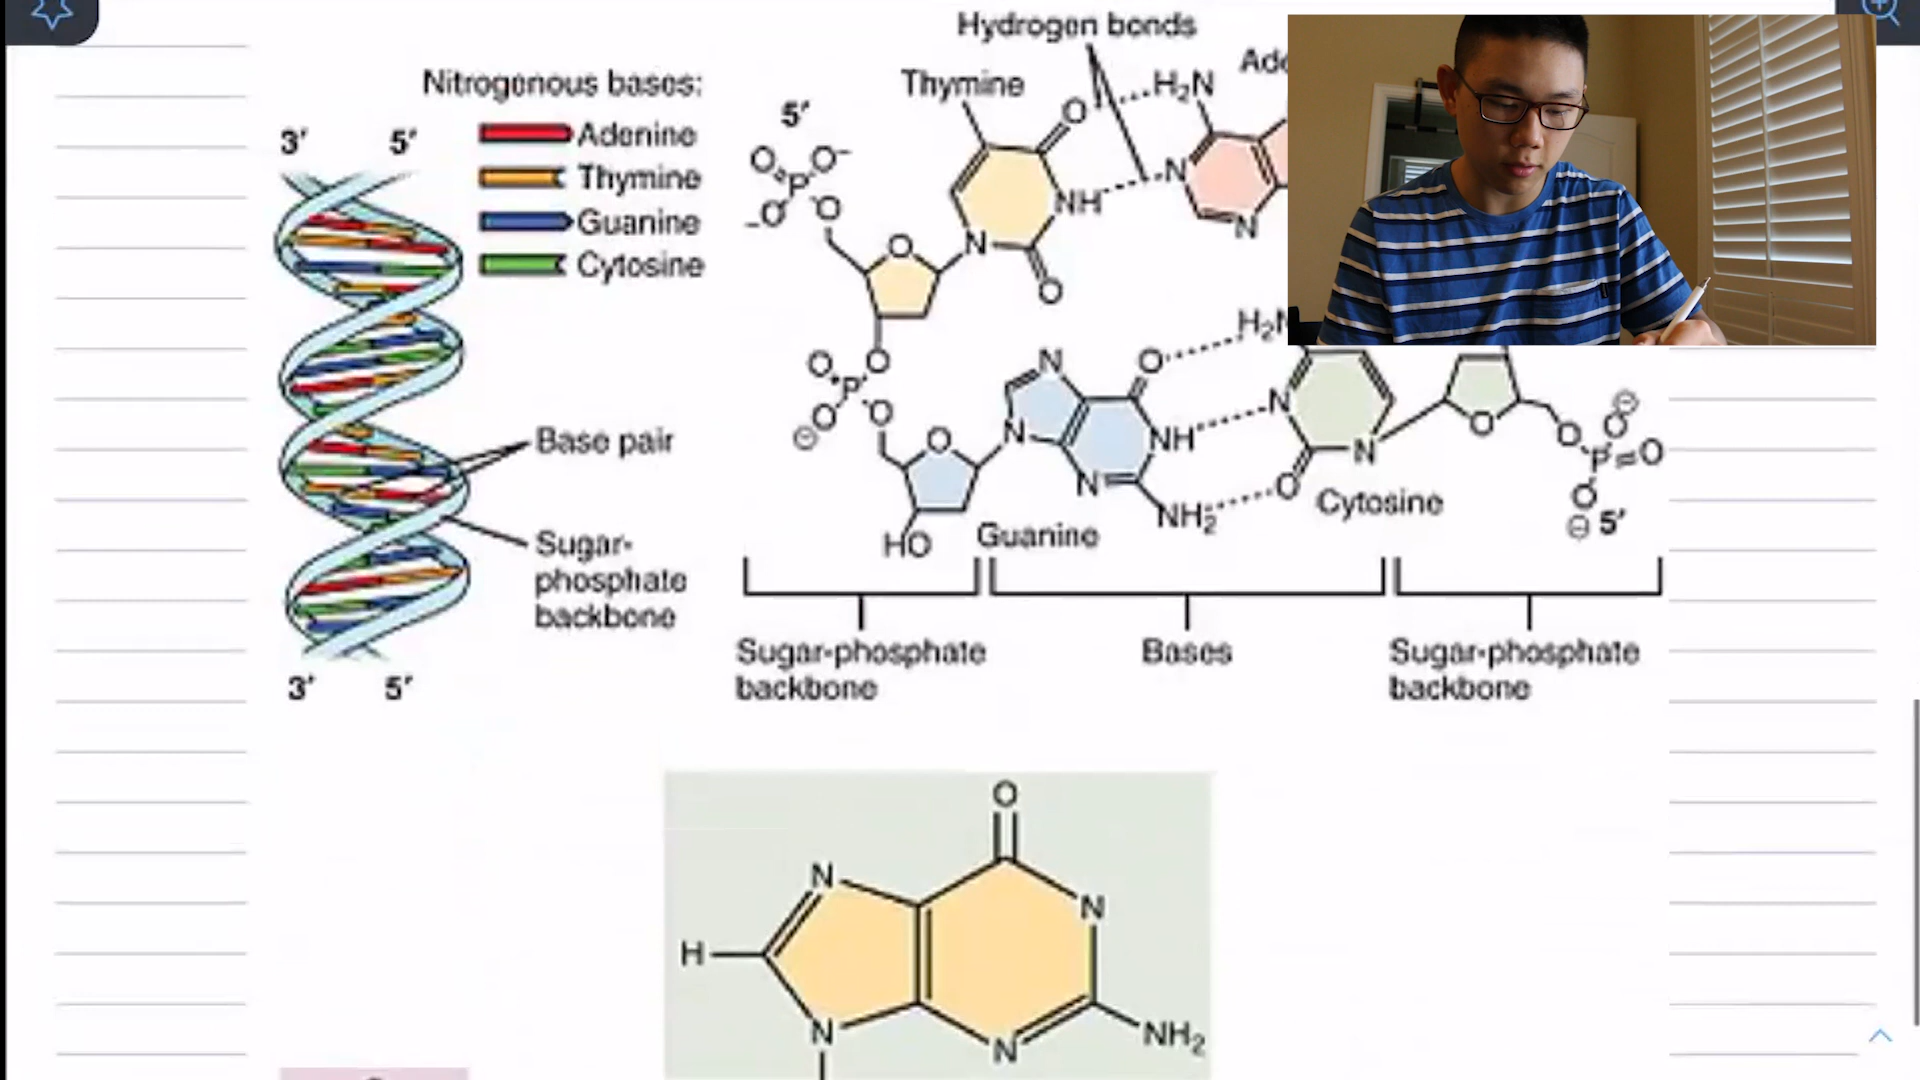 Hydrogen bonds
Nitrogenous bases:
Adenine
Thymine
Guanine
Cytosine
3′ 5′
Base pair
Sugar-
phosphate
backbone
3′ 5′
Thymine
5′
O
H₂N
O O⁻
P
⁻O O
N
NH
N
N
O
O
O
H₂N
O
P
O
O
⊖
N
O
N
NH
N
O
N
NH₂
O
N
O
Cytosine
HO
Guanine
O
O
⊖
O
P=O
O
⊖ 5′
Sugar-phosphate
backbone
Bases
Sugar-phosphate
backbone
O
N
N
H
N
N
NH₂